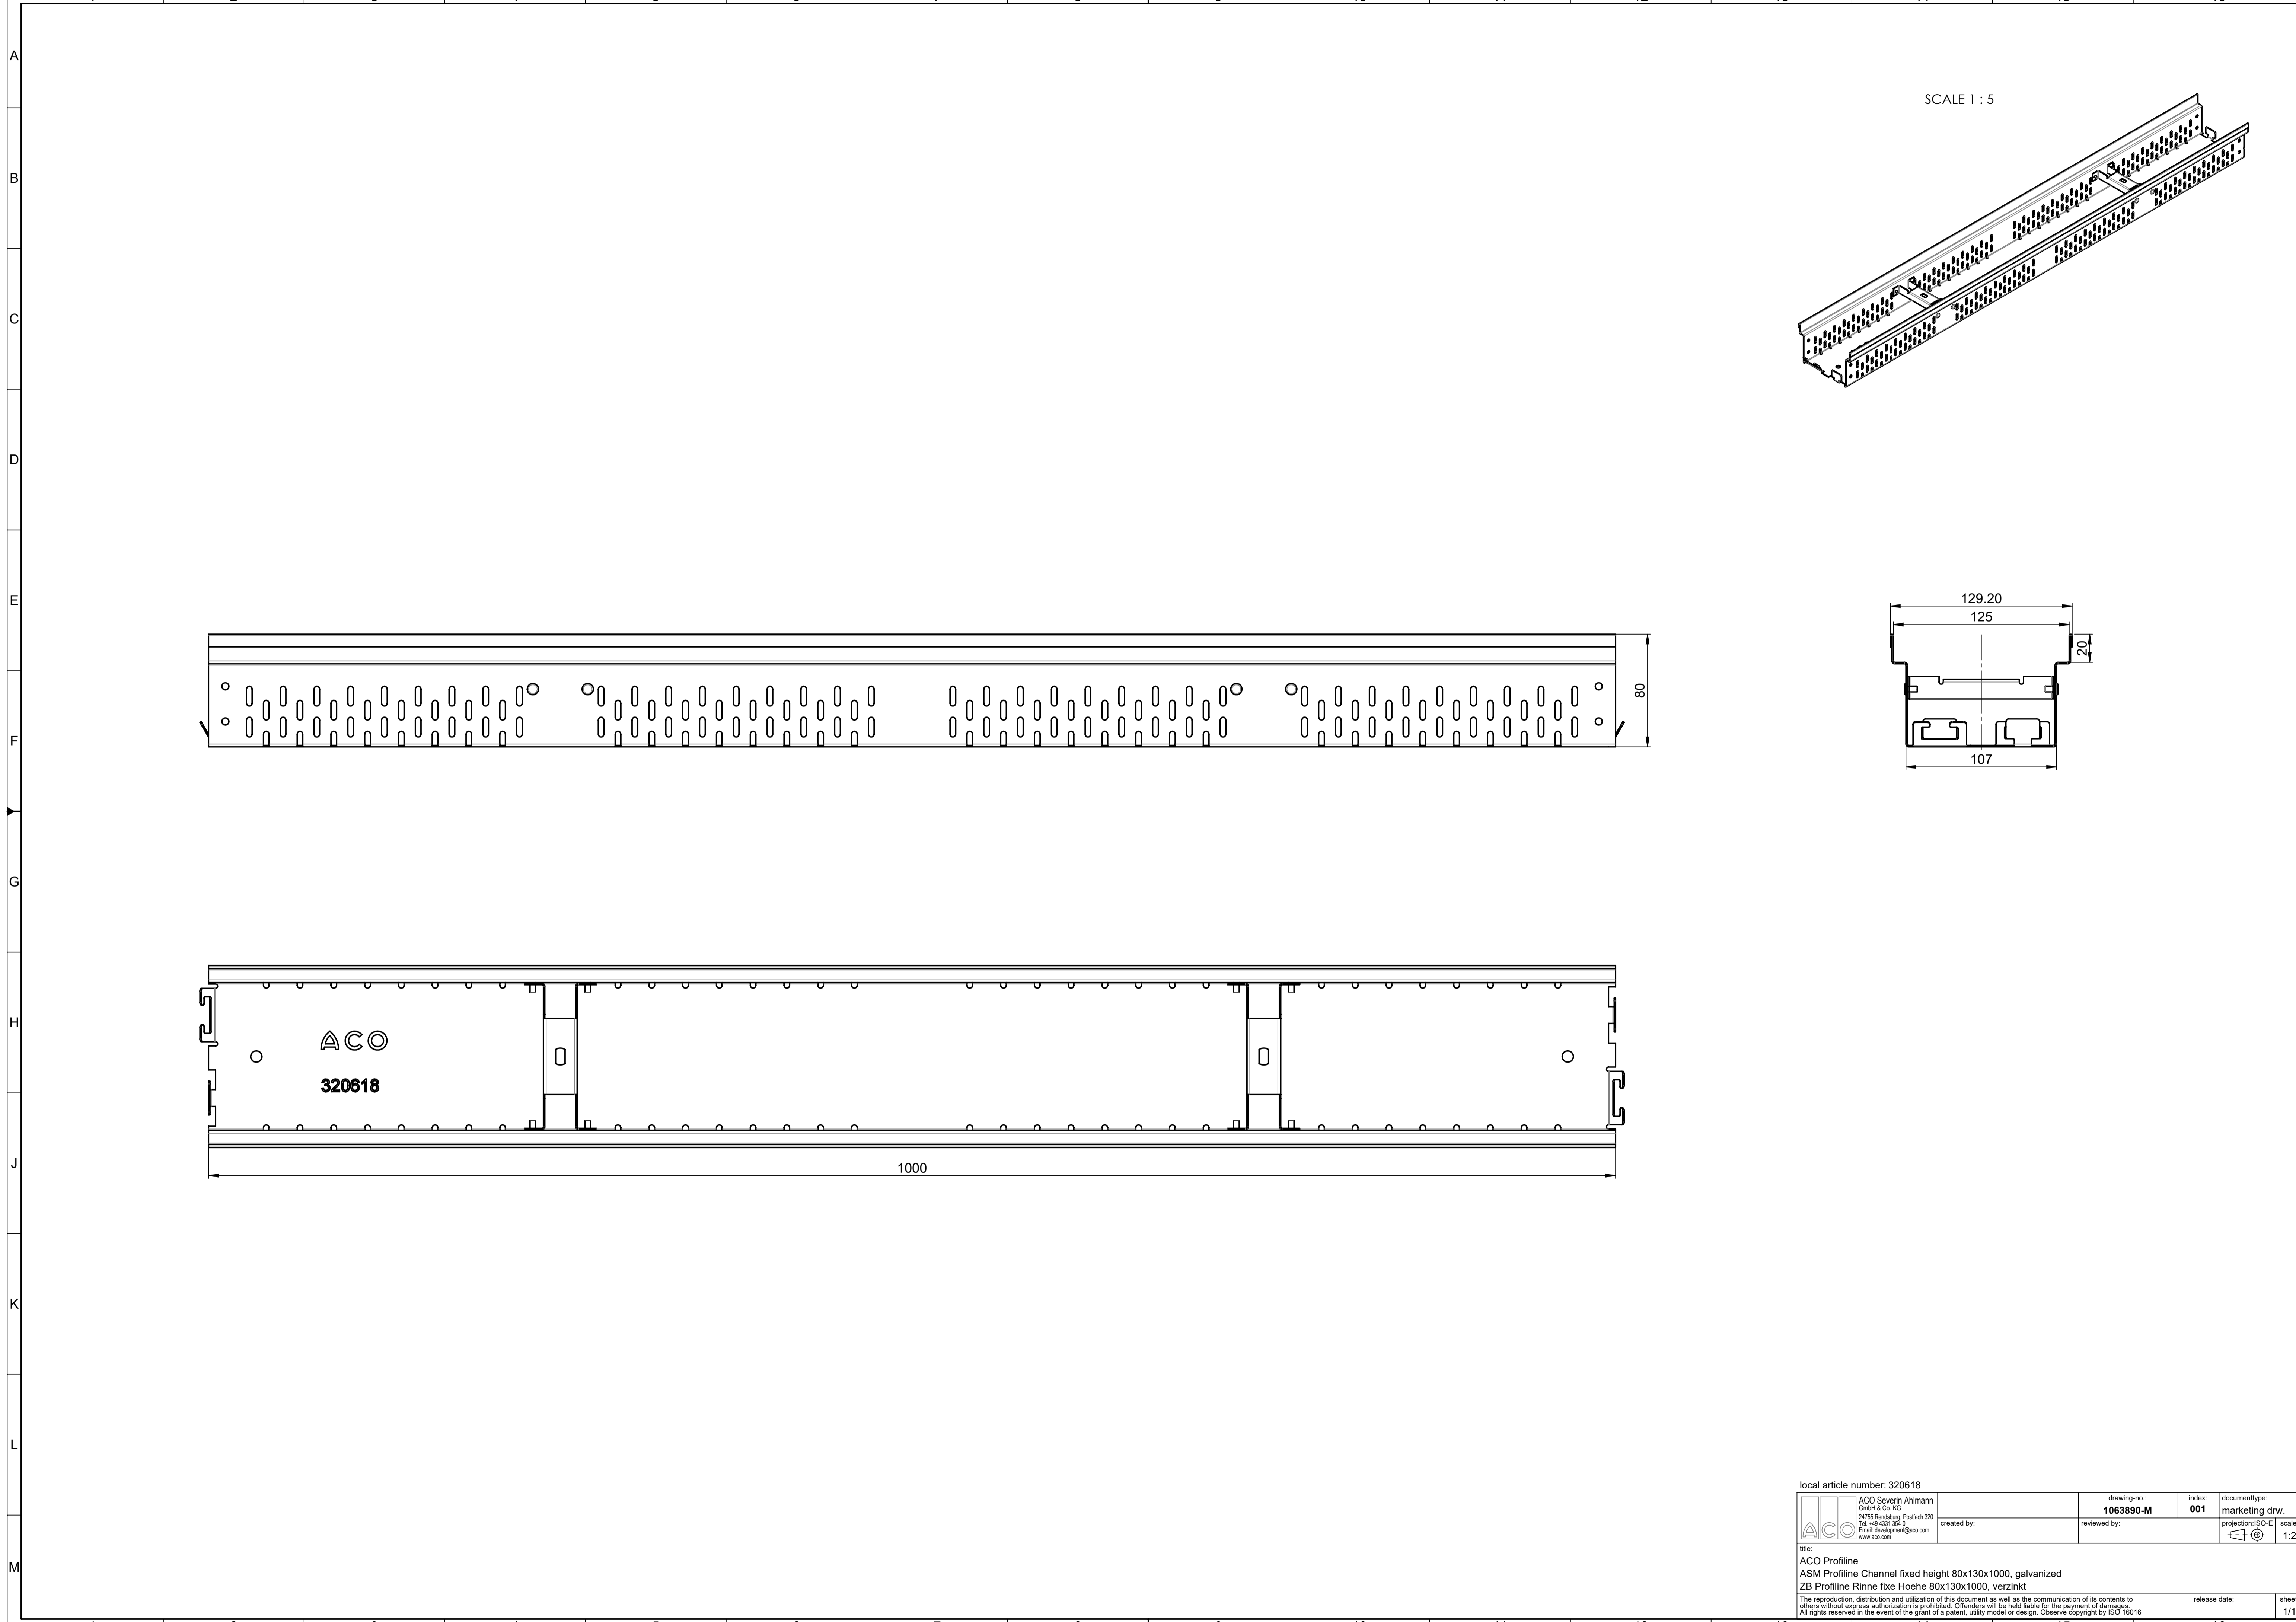 A
B
C
D
E
F
G
H
J
K
L
M
SCALE 1 : 5
129.20
125
20
80
107
ACO
320618
1000
local article number: 320618
ACO
ACO Severin Ahlmann
GmbH & Co. KG
24755 Rendsburg, Postfach 320
Tel. +49 4331 354-0
Email: development@aco.com
www.aco.com
drawing-no.:
1063890-M
index:
001
documenttype:
marketing drw.
created by:
reviewed by:
projection:ISO-E
scale
1:2
title:
ACO Profiline
ASM Profiline Channel fixed height 80x130x1000, galvanized
ZB Profiline Rinne fixe Hoehe 80x130x1000, verzinkt
The reproduction, distribution and utilization of this document as well as the communication of its contents to
others without express authorization is prohibited. Offenders will be held liable for the payment of damages.
All rights reserved in the event of the grant of a patent, utility model or design. Observe copyright by ISO 16016
release date:
1/1